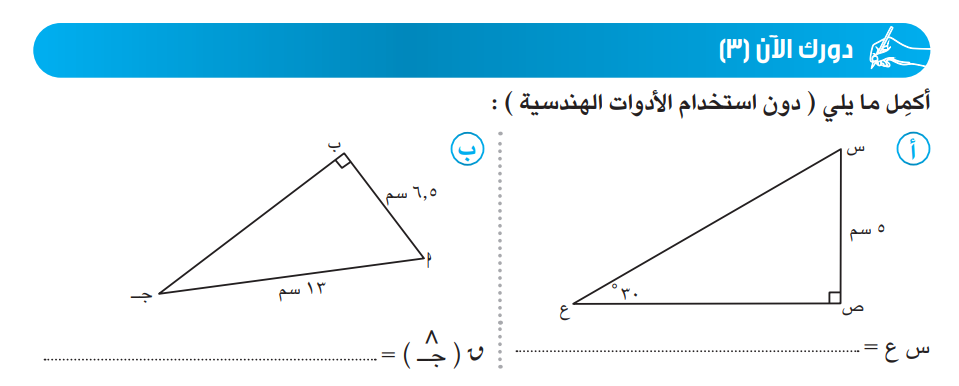 دورك الآن (٣)
أكمِل ما يلي ( دون استخدام الأدوات الهندسية ) :
أ
س
٥ سم
ص
ع
٣٠°
س ع = ........................
ب
ب
٦,٥ سم
أ
١٣ سم
جـ
ن ( جـ^ ) = ........................